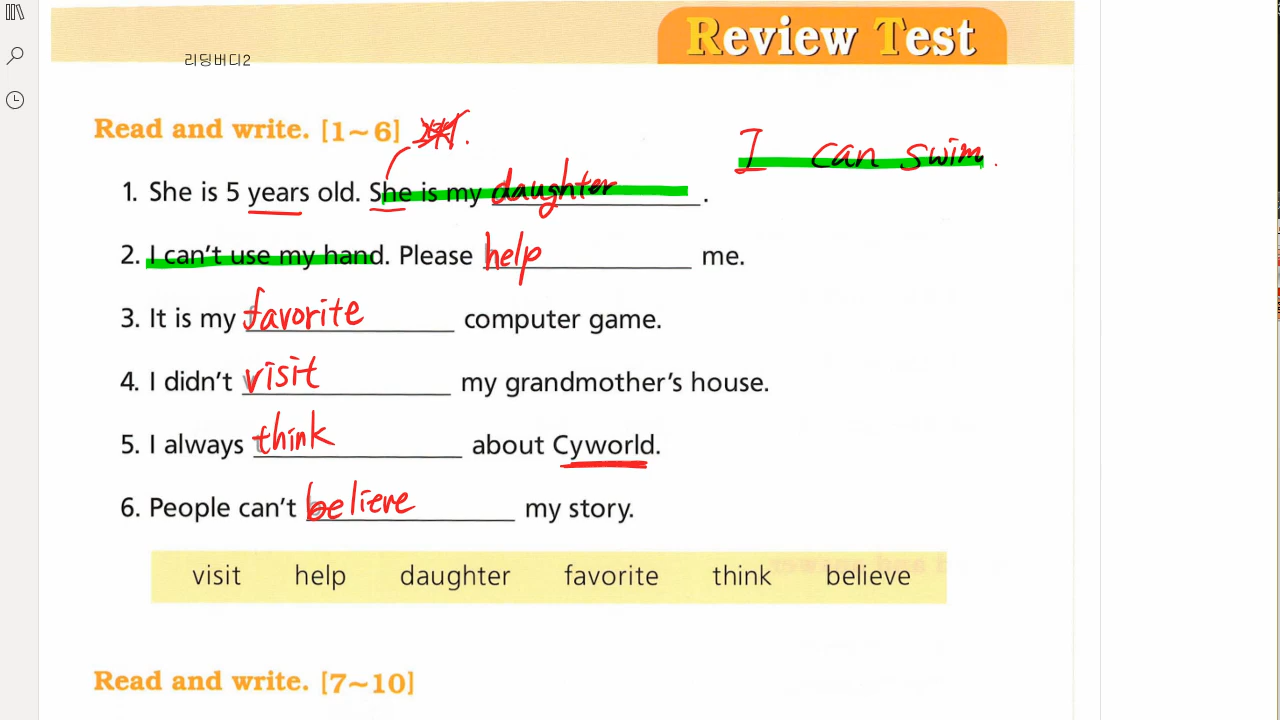 Review Test
리딩버디2
Read and write. [1~6]
I can swim.
1. She is 5 years old. She is my daughter.
2. I can't use my hand. Please help me.
3. It is my favorite computer game.
4. I didn't visit my grandmother's house.
5. I always think about Cyworld.
6. People can't believe my story.
visit help daughter favorite think believe
Read and write. [7~10]